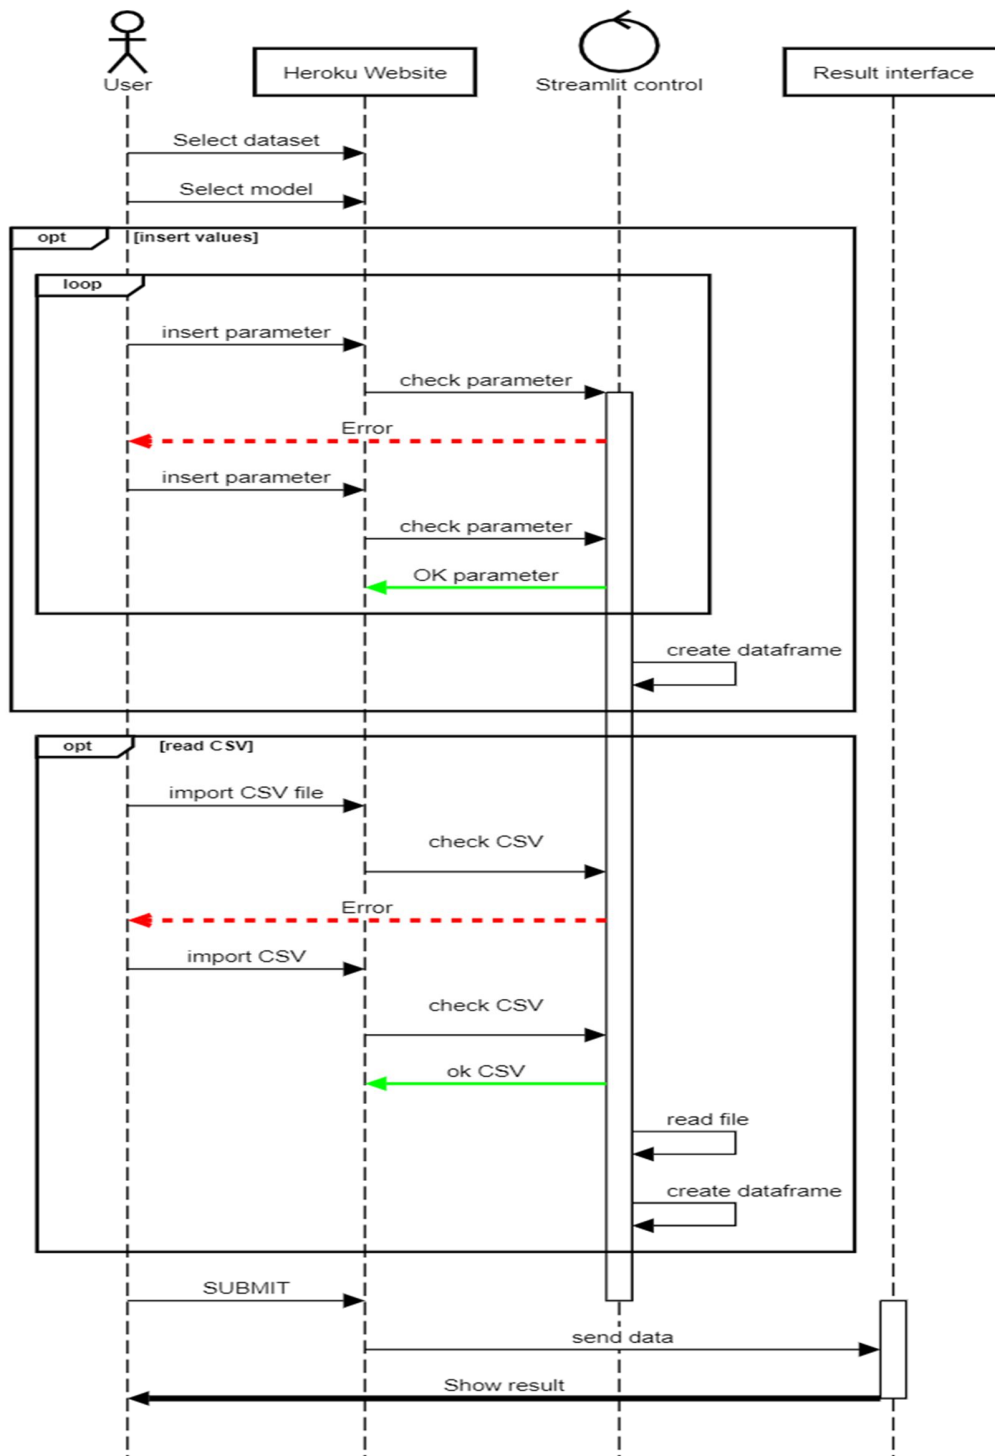 User
Heroku Website
Streamlit control
Result interface
Select dataset
Select model
opt [insert values]
loop
insert parameter
check parameter
Error
insert parameter
check parameter
OK parameter
create dataframe
opt [read CSV]
import CSV file
check CSV
Error
import CSV
check CSV
ok CSV
read file
create dataframe
SUBMIT
send data
Show result